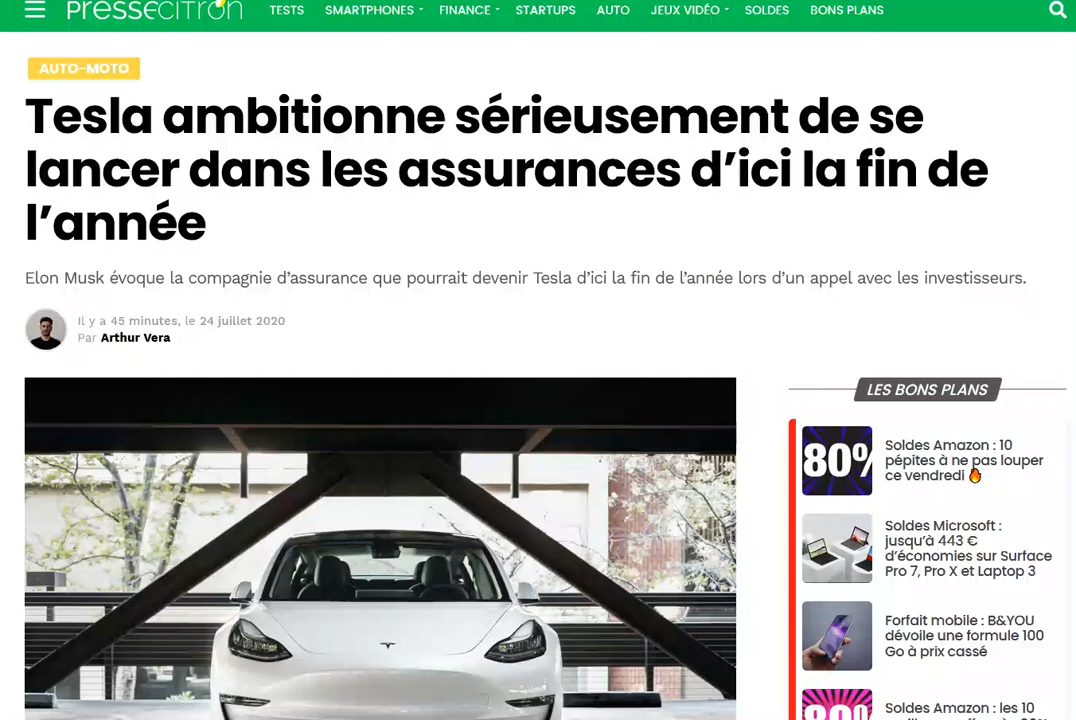 PRESSECITRON
TESTS SMARTPHONES FINANCE STARTUPS AUTO JEUX VIDÉO SOLDES BONS PLANS
AUTO-MOTO
Tesla ambitionne sérieusement de se
lancer dans les assurances d’ici la fin de
l’année
Elon Musk évoque la compagnie d’assurance que pourrait devenir Tesla d’ici la fin de l’année lors d’un appel avec les investisseurs.
Il y a 45 minutes, le 24 juillet 2020
Par Arthur Vera
LES BONS PLANS
80%
Soldes Amazon : 10
pépites à ne pas louper
ce vendredi 🔥
Soldes Microsoft :
jusqu’à 443 €
d’économies sur Surface
Pro 7, Pro X et Laptop 3
Forfait mobile : B&YOU
dévoile une formule 100
Go à prix cassé
Soldes Amazon : les 10